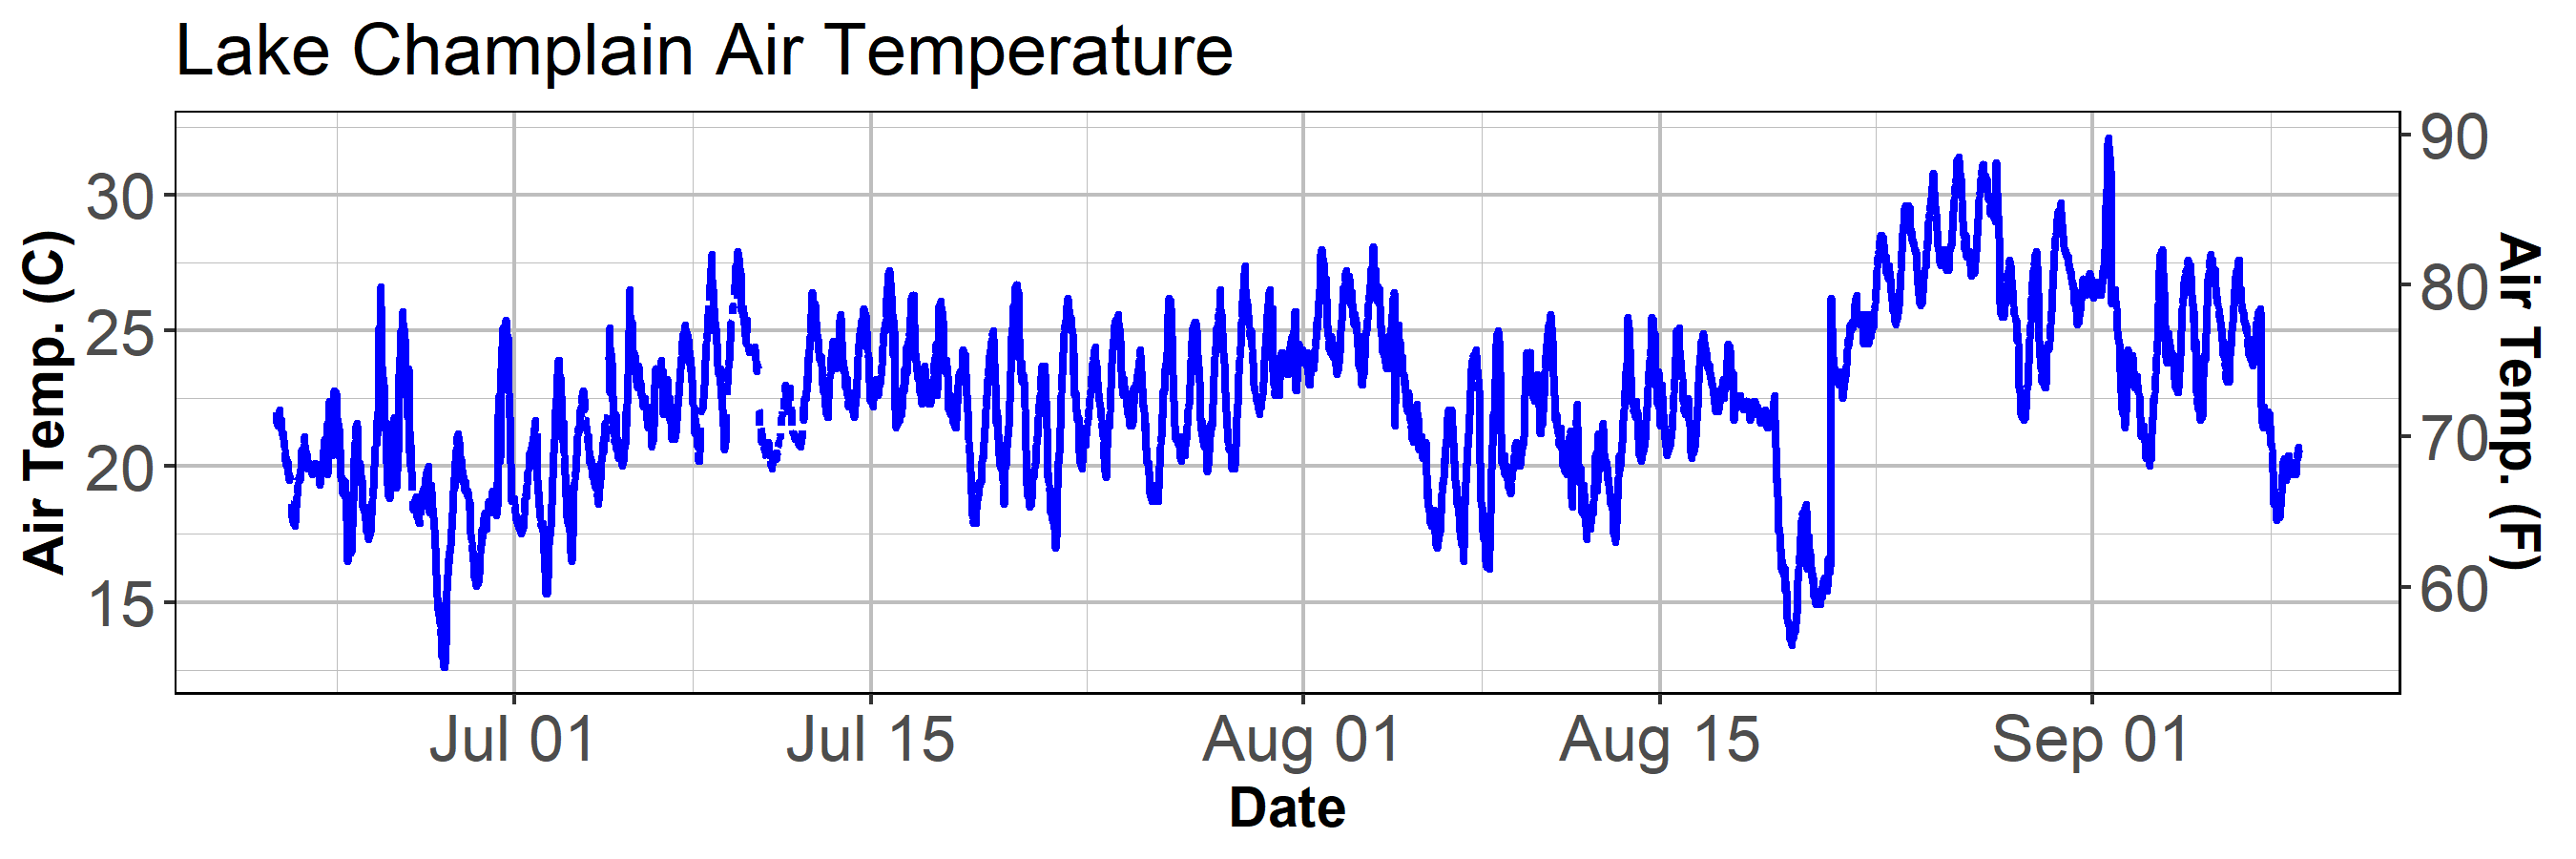 Lake Champlain Air Temperature
Air Temp. (C)
30
25
20
15
90
80
70
60
Air Temp. (F)
Jul 01 Jul 15 Aug 01 Aug 15 Sep 01
Date